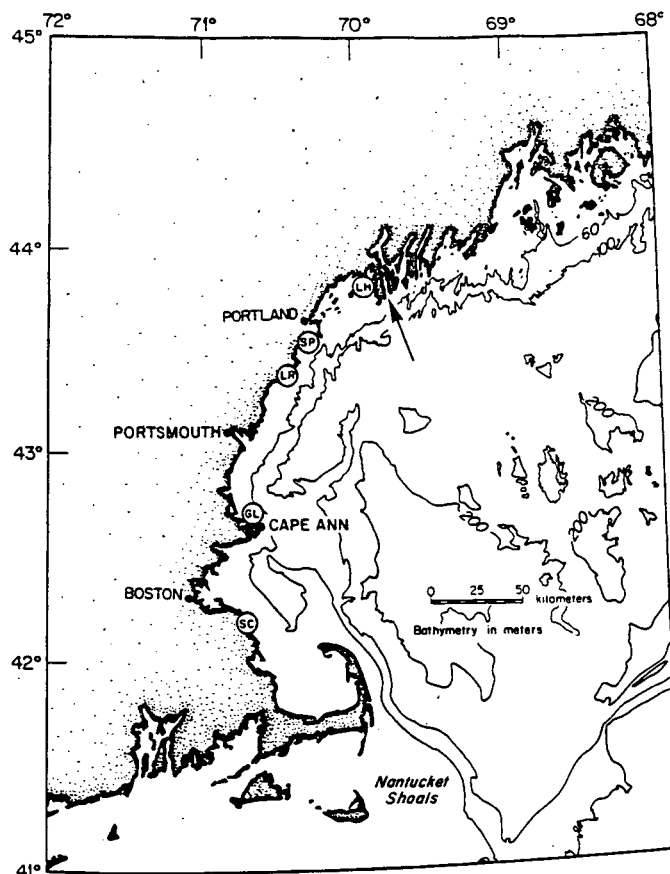 72° 71° 70° 69° 68°
45°
44°
60
100
LH
PORTLAND
SP
LR
43°
PORTSMOUTH
200
200
GL
CAPE ANN
200
BOSTON
0 25 50
kilometers
SC
Bathymetry in meters
42°
Nantucket
Shoals
41°